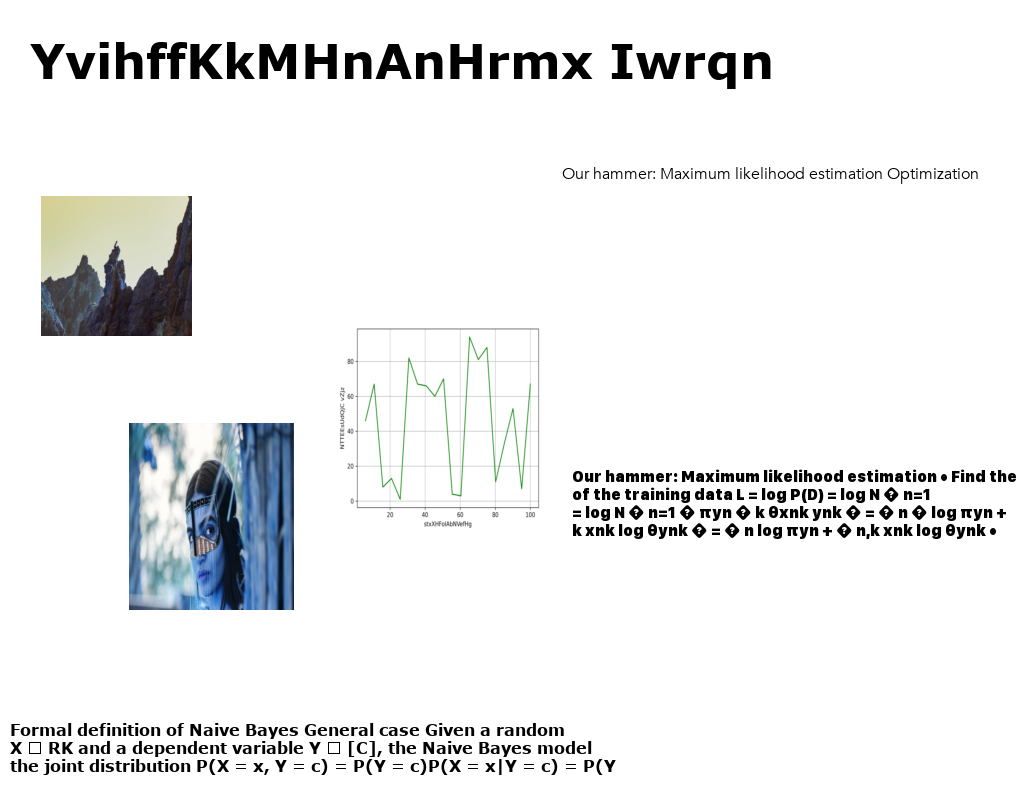 YvihffKkMHnAnHrmx Iwrqn
Our hammer: Maximum likelihood estimation Optimization
80
60
40
20
0
20 40 60 80 100
Our hammer: Maximum likelihood estimation • Find the
of the training data L = log P(D) = log N � n=1
= log N � n=1 � πyn � k θxnk ynk � = � n � log πyn +
k xnk log θynk � = � n log πyn + � n,k xnk log θynk •
Formal definition of Naive Bayes General case Given a random
X □ RK and a dependent variable Y □ [C], the Naive Bayes model
the joint distribution P(X = x, Y = c) = P(Y = c)P(X = x|Y = c) = P(Y